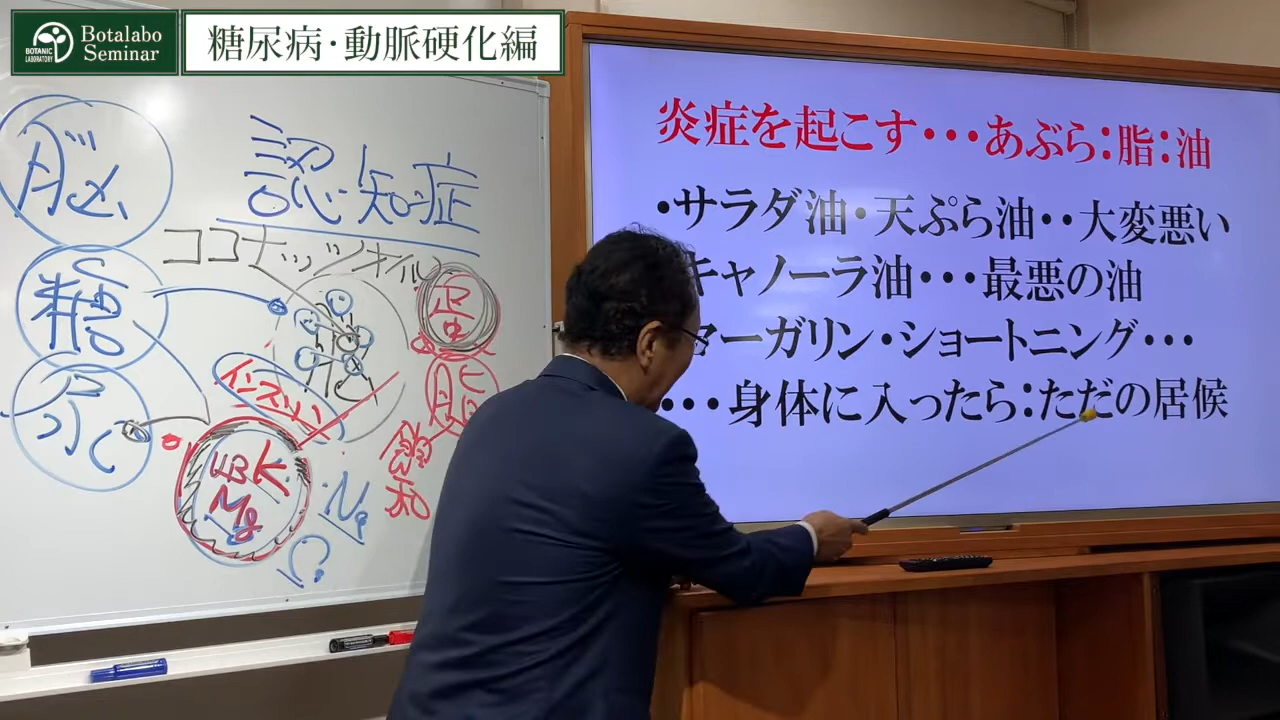 BOTANIC
LABORATORY
Botalabo
Seminar
糖尿病・動脈硬化編
脳
認知症
ココナッツオイル
糖
蛋
脂
飽和
インスリン
K
Mg
Na
炎症を起こす・・・あぶら:脂:油
・サラダ油・天ぷら油・・大変悪い
キャノーラ油・・・最悪の油
ーガリン・ショートニング・・・
・・・身体に入ったら:ただの居候